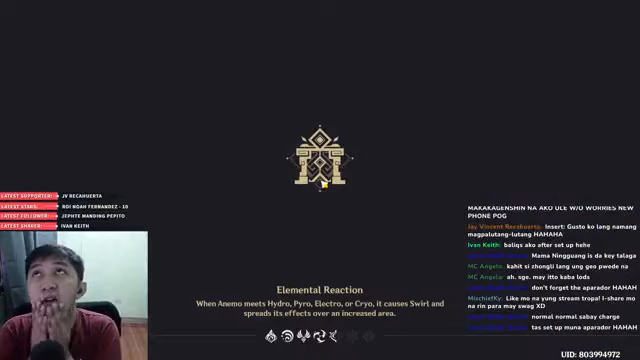 LATEST SUPPORTER: JV RECAHUERTA
LATEST STARS: ROI NOAH FERNANDEZ - 10
LATEST FOLLOWER: JEPHTE MANDING PEPITO
LATEST SHARER: IVAN KEITH
Elemental Reaction
When Anemo meets Hydro, Pyro, Electro, or Cryo, it causes Swirl and
spreads its effects over an increased area.
MAKAKAGENSHIN NA AKO ULE W/O WORRIES NEW
PHONE POG
Jay Vincent Recahuerta: Insert: Gusto ko lang namang
magpalutang-lutang HAHAHA
Ivan Keith: baliqs ako after set up hehe
Mama Ningguang is da key talaga
MC Angelo: kahit si zhongli lang ung geo pwede na
MC Angelo: ah. sge. may itto kaba lods
don't forget the aparador HAHAH
MischiefKy: Like mo na yung stream tropa! I-share mo
na rin para may swag XD
normal normal sabay charge
tas set up muna aparador HAHAH
UID: 803994972